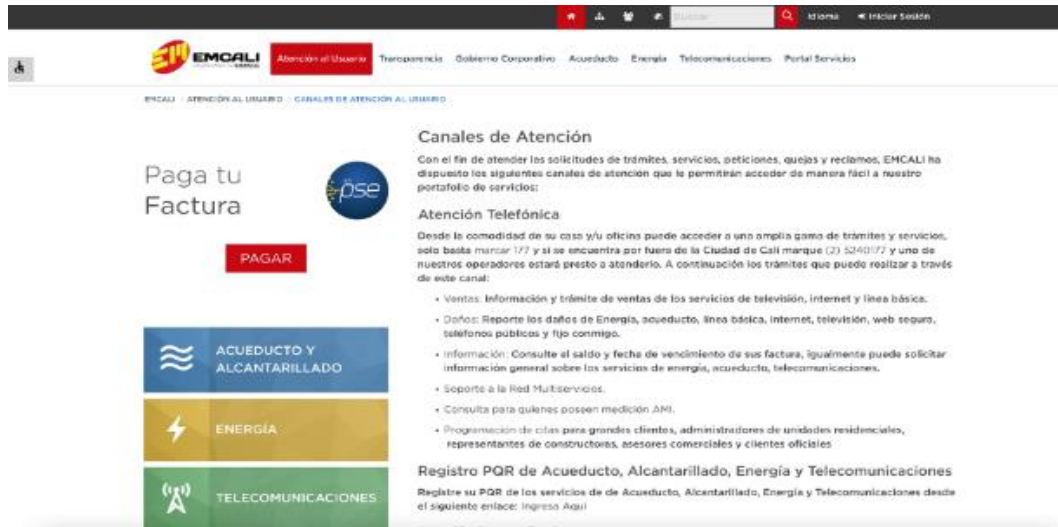 Buscar
Idioma
Iniciar Sesión
EMCALI
Atención al Usuario
Transparencia
Gobierno Corporativo
Acueducto
Energía
Telecomunicaciones
Portal Servicios
EMCALI
ATENCIÓN AL USUARIO
CANALES DE ATENCIÓN AL USUARIO
Paga tu
Factura
pse
PAGAR
ACUEDUCTO Y
ALCANTARILLADO
ENERGÍA
TELECOMUNICACIONES
Canales de Atención
Con el fin de atender las solicitudes de trámites, servicios, peticiones, quejas y reclamos, EMCALI ha
dispuesto los siguientes canales de atención que le permitirán acceder de manera fácil a nuestro
portafolio de servicios:
Atención Telefónica
Desde la comodidad de su casa y/u oficina puede acceder a una amplia gama de trámites y servicios,
solo basta marcar 177 y si se encuentra por fuera de la Ciudad de Cali marque (2) 5240177 y uno de
nuestros operadores estará presto a atenderlo. A continuación los trámites que puede realizar a través
de este canal:
• Ventas: Información y trámite de ventas de los servicios de televisión, internet y línea básica.
• Daños: Reporte los daños de Energía, acueducto, línea básica, internet, televisión, web segura,
teléfonos públicos y fijo conmigo.
• Información: Consulte el saldo y fecha de vencimiento de sus factura, igualmente puede solicitar
información general sobre los servicios de energía, acueducto, telecomunicaciones.
• Soporte a la Red Multiservicios.
• Consulta para quienes poseen medición AMI.
• Programación de citas para grandes clientes, administradores de unidades residenciales,
representantes de constructoras, asesores comerciales y clientes oficiales
Registro PQR de Acueducto, Alcantarillado, Energía y Telecomunicaciones
Registre su PQR de los servicios de de Acueducto, Alcantarillado, Energía y Telecomunicaciones desde
el siguiente enlace: Ingresa Aquí